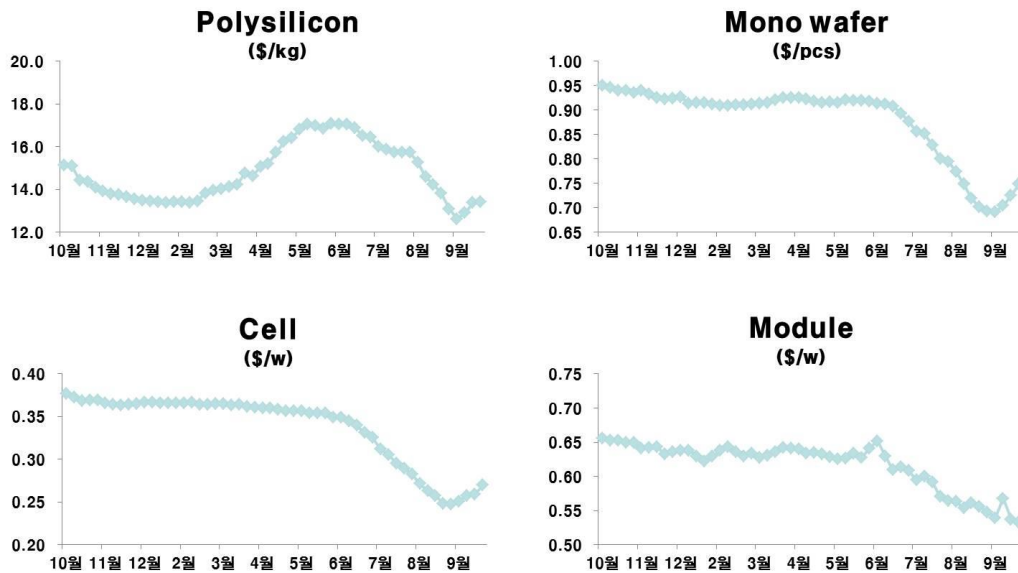 Polysilicon
($/kg)
20.0
18.0
16.0
14.0
12.0
10월 11월 12월 2월 3월 4월 5월 6월 7월 8월 9월
Mono wafer
($/pcs)
1.00
0.95
0.90
0.85
0.80
0.75
0.70
0.65
10월 11월 12월 2월 3월 4월 5월 6월 7월 8월 9월
Cell
($/w)
0.40
0.35
0.30
0.25
0.20
10월 11월 12월 2월 3월 4월 5월 6월 7월 8월 9월
Module
($/w)
0.75
0.70
0.65
0.60
0.55
0.50
10월 11월 12월 2월 3월 4월 5월 6월 7월 8월 9월